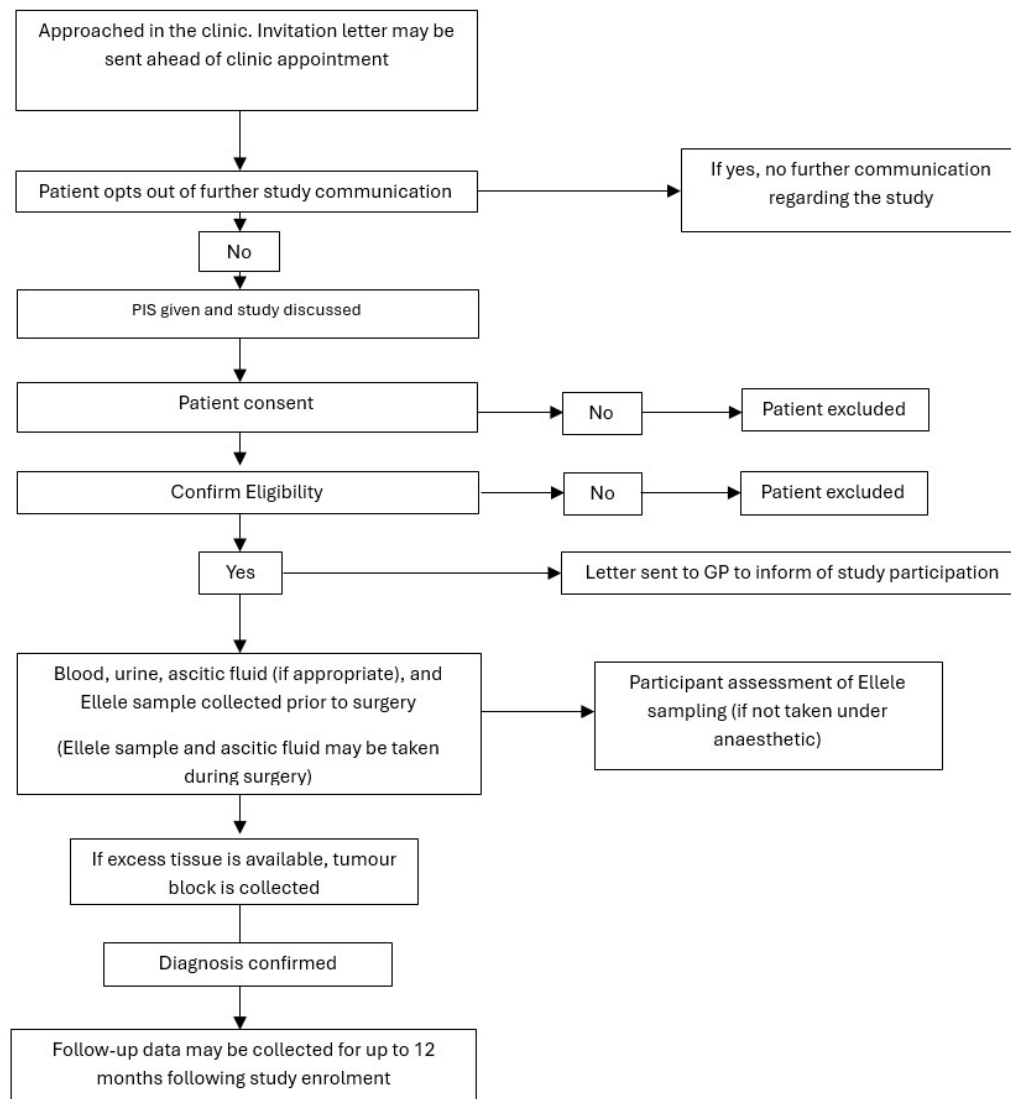 Approached in the clinic. Invitation letter may be
sent ahead of clinic appointment
Patient opts out of further study communication
If yes, no further communication
regarding the study
No
PIS given and study discussed
Patient consent
No
Patient excluded
Confirm Eligibility
No
Patient excluded
Yes
Letter sent to GP to inform of study participation
Blood, urine, ascitic fluid (if appropriate), and
Ellele sample collected prior to surgery
(Ellele sample and ascitic fluid may be taken
during surgery)
Participant assessment of Ellele
sampling (if not taken under
anaesthetic)
If excess tissue is available, tumour
block is collected
Diagnosis confirmed
Follow-up data may be collected for up to 12
months following study enrolment